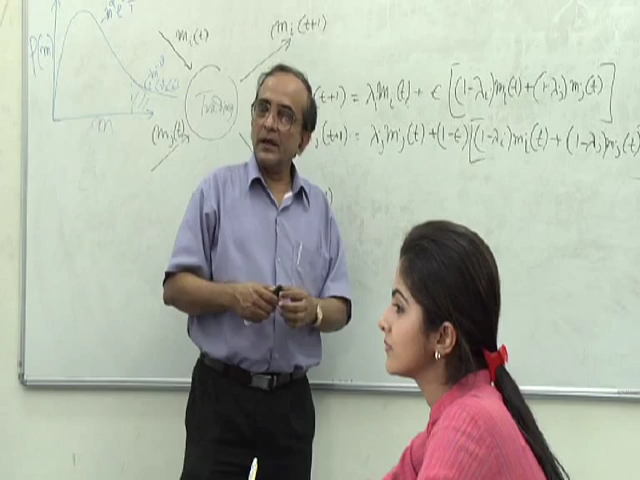 P(m)
m
m_i(t)
m_i(t+1)
Trading
m_j(t)
(t+1) = λ_i m_i(t) + ϵ [(1-λ_i)m_i(t) + (1-λ_j) m_j(t)]
j(t+1) = λ_j m_j(t) + (1-ϵ)[(1-λ_i)m_i(t) + (1-λ_j)m_j(t)